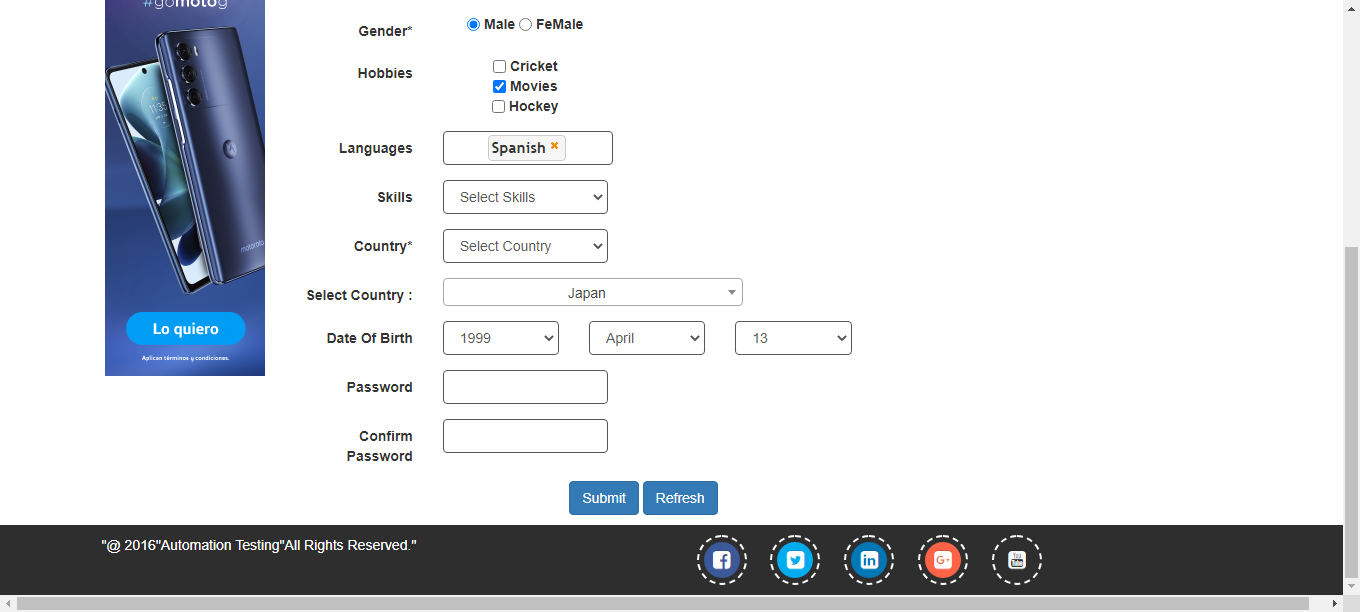 #gomotog
Gender*
Male FeMale
Hobbies
Cricket
Movies
Hockey
Languages
Spanish
Skills
Select Skills
Country*
Select Country
Select Country :
Japan
Date Of Birth
1999 April 13
Password
Confirm
Password
Submit Refresh
11:35
motorola
Lo quiero
Aplican términos y condiciones.
"@ 2016"Automation Testing"All Rights Reserved."
f in G+ You Tube